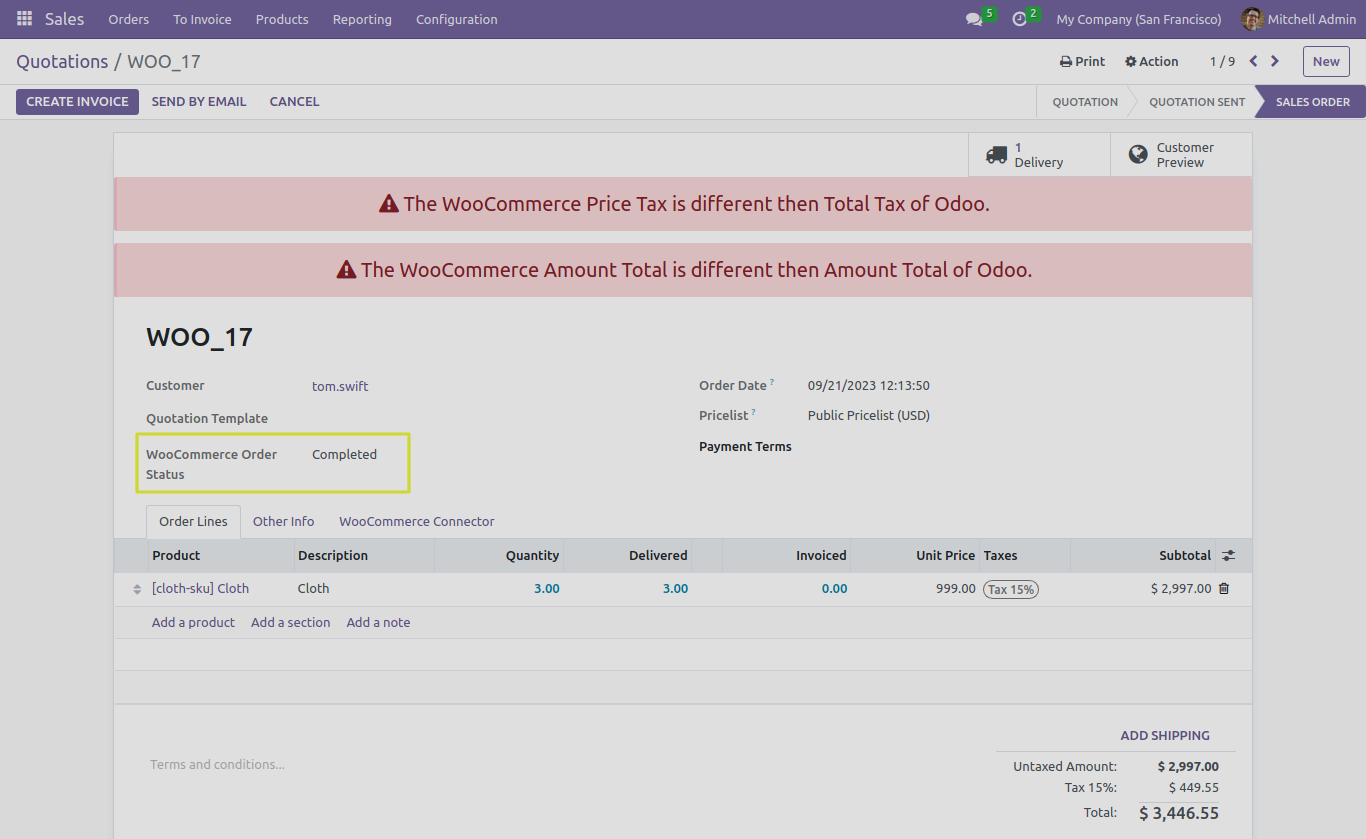 Sales Orders To Invoice Products Reporting Configuration 5 2 My Company (San Francisco) Mitchell Admin
Quotations / WOO_17 Print Action 1 / 9 New
CREATE INVOICE SEND BY EMAIL CANCEL QUOTATION QUOTATION SENT SALES ORDER
1
Delivery
Customer
Preview
The WooCommerce Price Tax is different then Total Tax of Odoo.
The WooCommerce Amount Total is different then Amount Total of Odoo.
WOO_17
Customer tom.swift
Order Date ? 09/21/2023 12:13:50
Quotation Template
Pricelist ? Public Pricelist (USD)
WooCommerce Order
Status
Completed
Payment Terms
Order Lines Other Info WooCommerce Connector
Product Description Quantity Delivered Invoiced Unit Price Taxes Subtotal
[cloth-sku] Cloth Cloth 3.00 3.00 0.00 999.00 Tax 15% $ 2,997.00
Add a product Add a section Add a note
ADD SHIPPING
Terms and conditions...
Untaxed Amount: $ 2,997.00
Tax 15%: $ 449.55
Total: $ 3,446.55